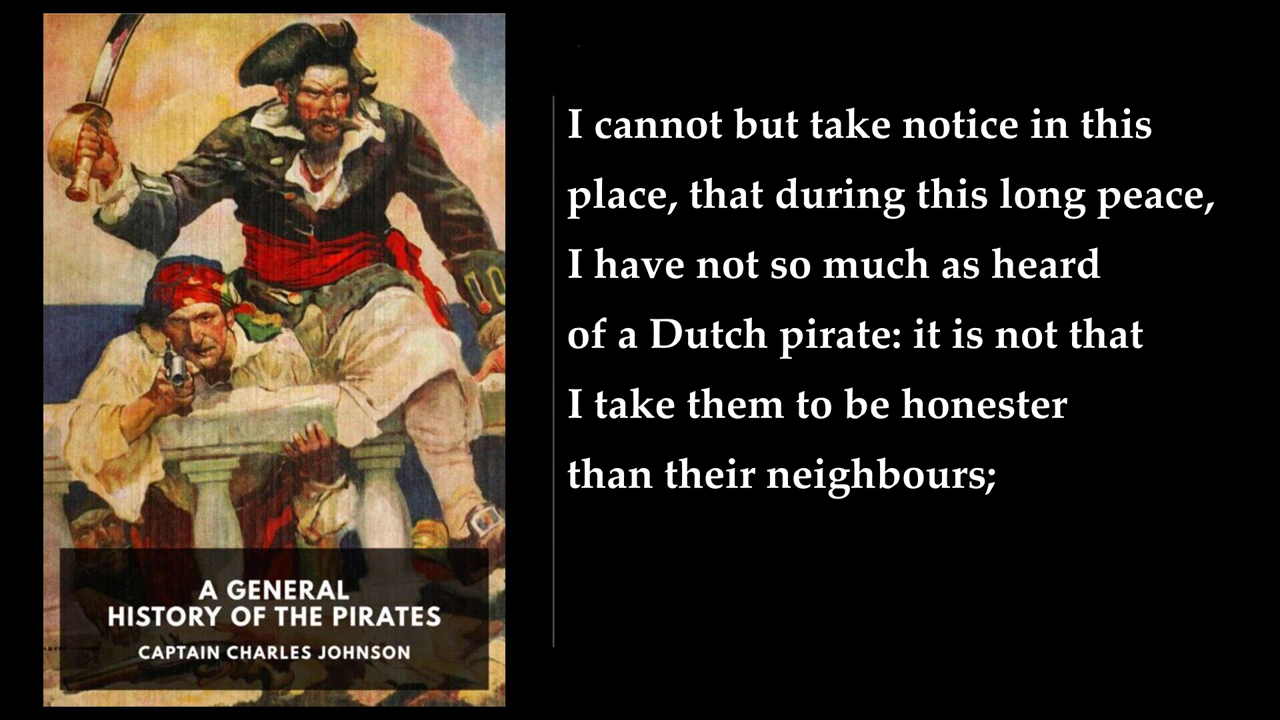 A GENERAL
HISTORY OF THE PIRATES
CAPTAIN CHARLES JOHNSON
I cannot but take notice in this
place, that during this long peace,
I have not so much as heard
of a Dutch pirate: it is not that
I take them to be honester
than their neighbours;